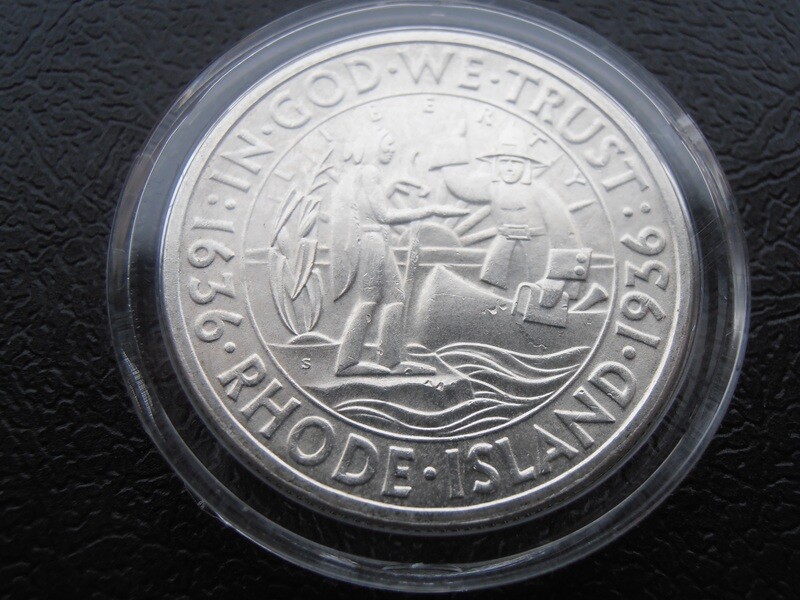 1636 : IN · GOD · WE · TRUST : 1936 · RHODE · ISLAND ·
LIBERTY
S